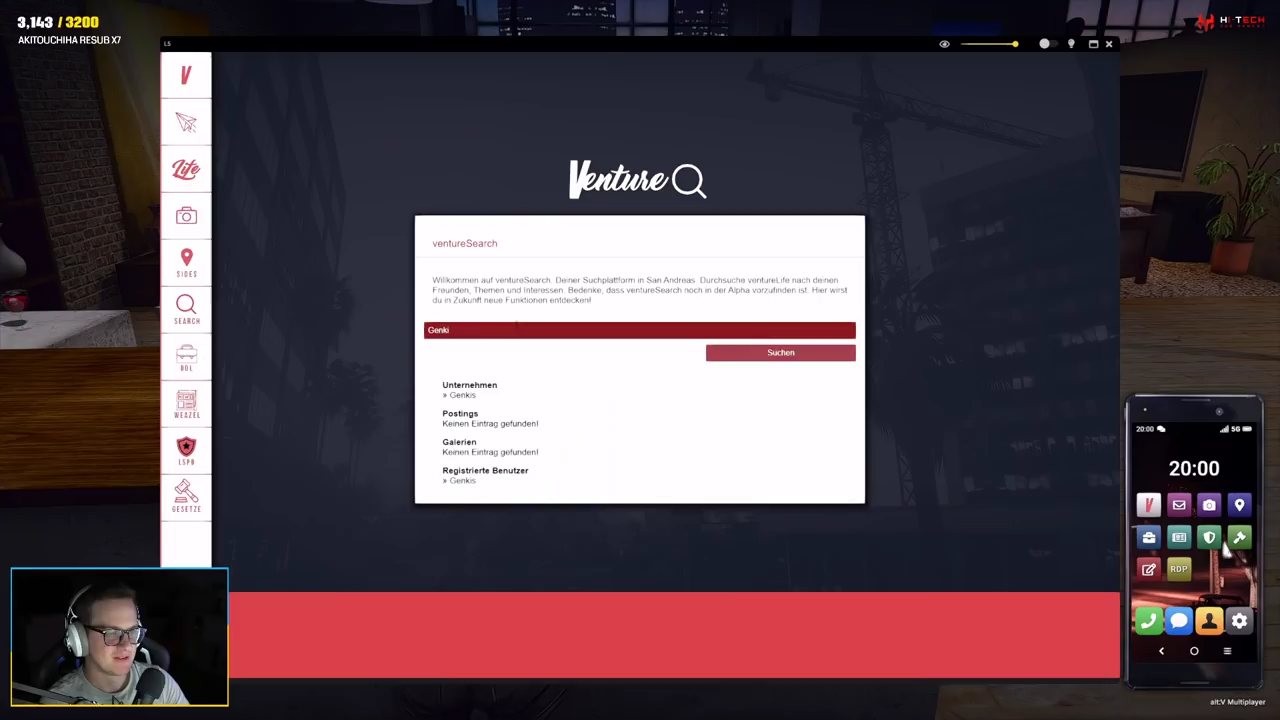 3,143 / 3200
AKITOUCHIHA RESUB X7
HI-TECH
LS
V
Life
SIDES
SEARCH
WEAZEL
LSPD
GESETZE
Venture
ventureSearch
Willkommen auf ventureSearch. Deiner Suchplattform in San Andreas. Durchsuche ventureLife nach deinen
Freunden, Themen und Interessen. Bedenke, dass ventureSearch noch in der Alpha vorzufinden ist. Hier wirst
du in Zukunft neue Funktionen entdecken!
Genki
Suchen
Unternehmen
» Genkis
Postings
Keinen Eintrag gefunden!
Galerien
Keinen Eintrag gefunden!
Registrierte Benutzer
» Genkis
20:00
5G
20:00
V
RDP
alt:V Multiplayer